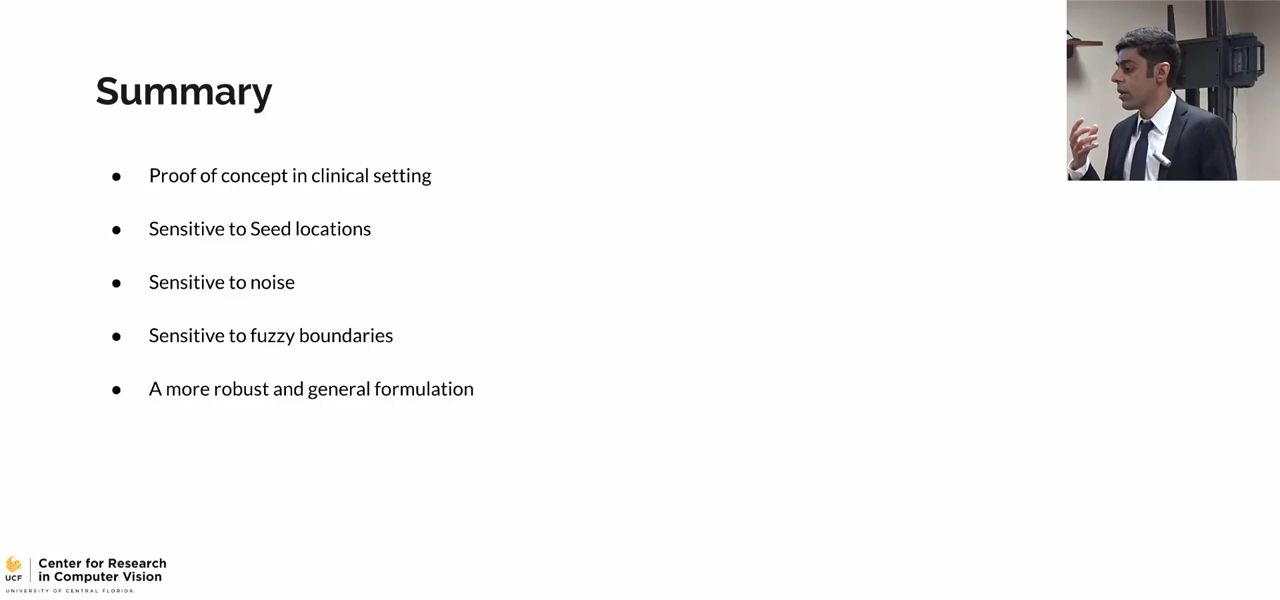 Summary
● Proof of concept in clinical setting
● Sensitive to Seed locations
● Sensitive to noise
● Sensitive to fuzzy boundaries
● A more robust and general formulation
UCF
Center for Research
in Computer Vision
UNIVERSITY OF CENTRAL FLORIDA